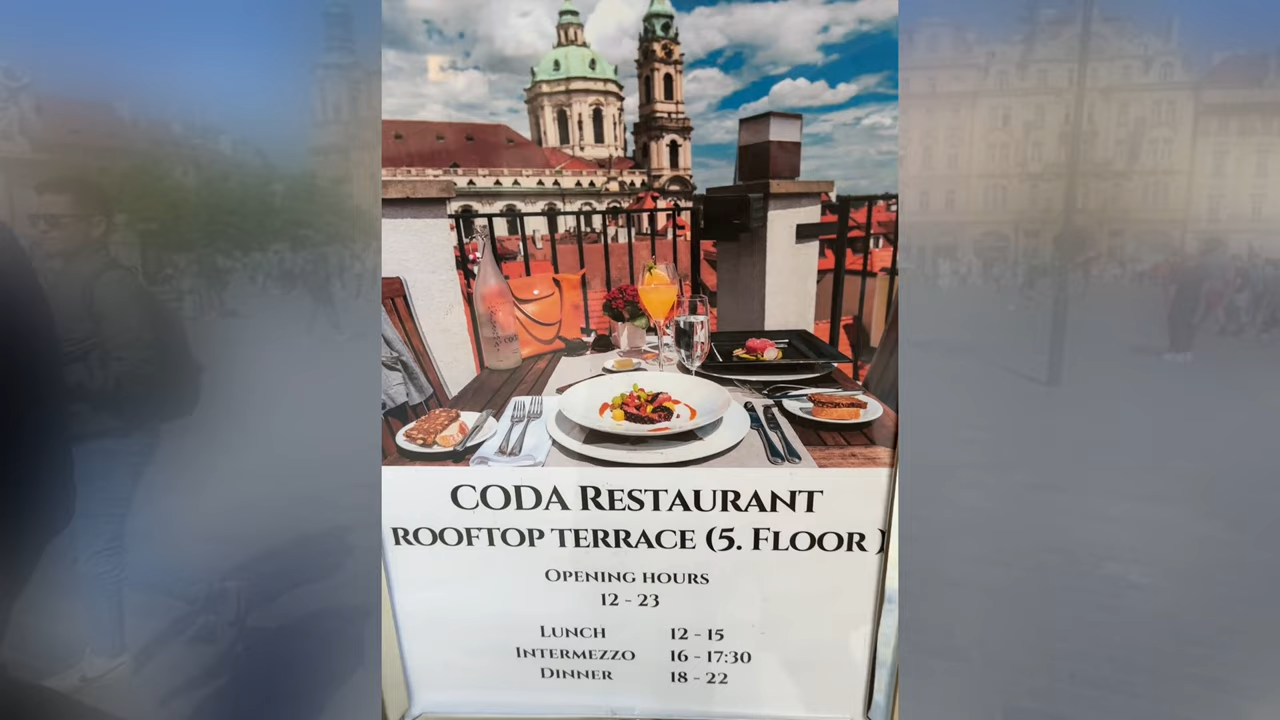 CODA RESTAURANT
ROOFTOP TERRACE (5. FLOOR )
OPENING HOURS
12 - 23
LUNCH 12 - 15
INTERMEZZO 16 - 17:30
DINNER 18 - 22